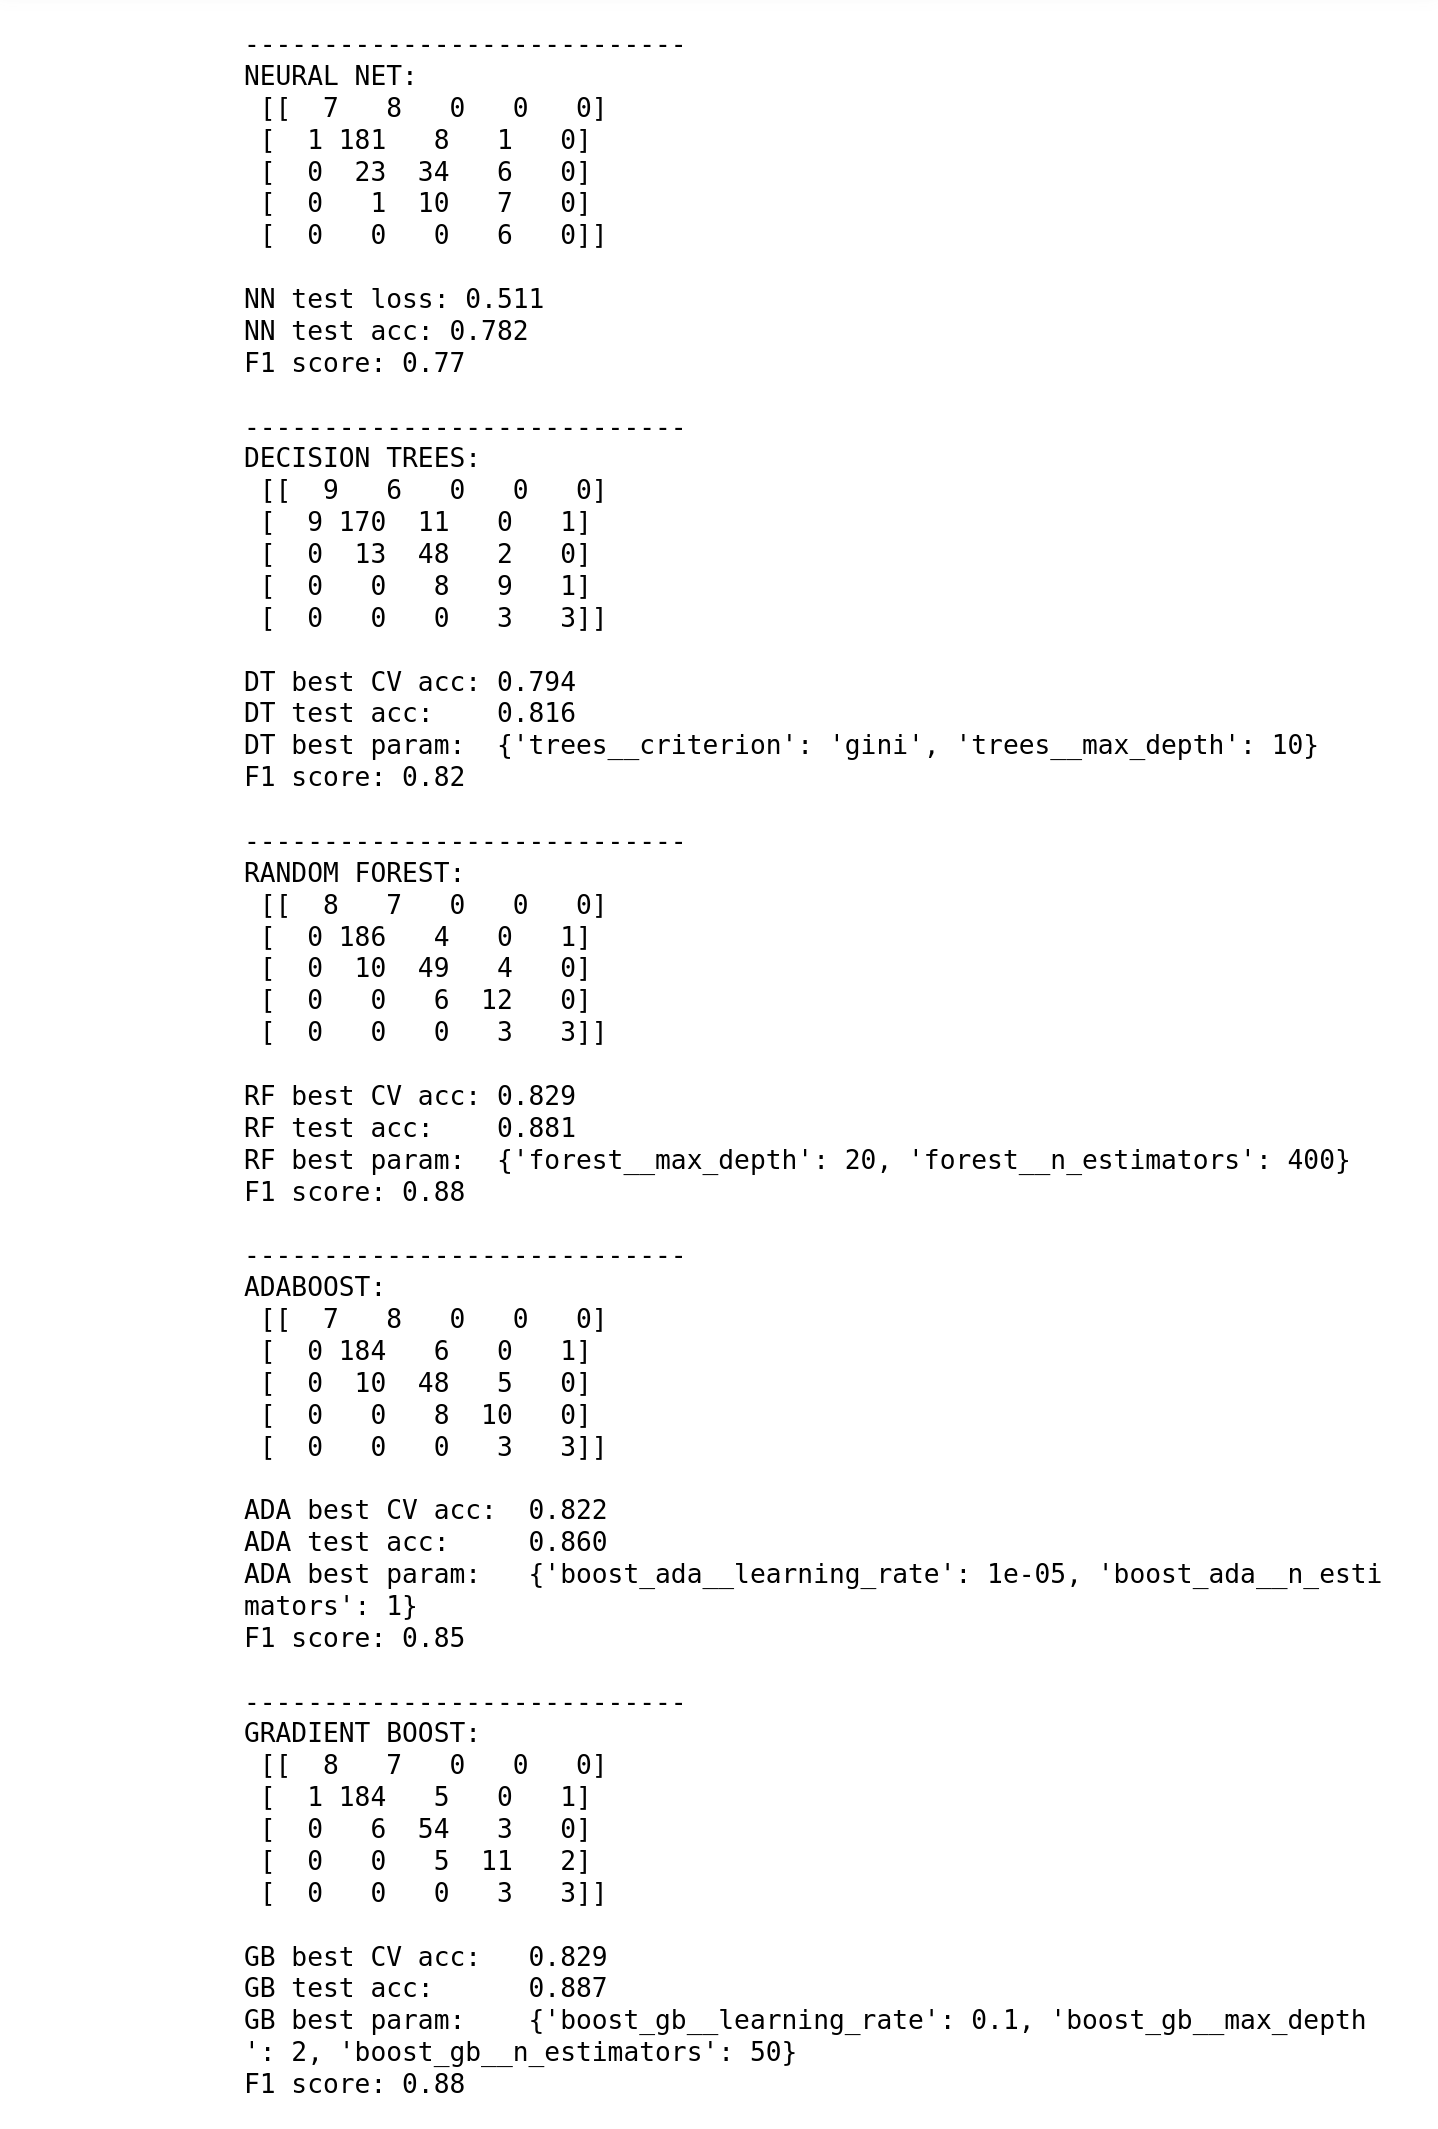 ----------------------------
NEURAL NET:
 [[  7   8   0   0   0]
 [  1 181   8   1   0]
 [  0  23  34   6   0]
 [  0   1  10   7   0]
 [  0   0   0   6   0]]

NN test loss: 0.511
NN test acc: 0.782
F1 score: 0.77

----------------------------
DECISION TREES:
 [[  9   6   0   0   0]
 [  9 170  11   0   1]
 [  0  13  48   2   0]
 [  0   0   8   9   1]
 [  0   0   0   3   3]]

DT best CV acc: 0.794
DT test acc:    0.816
DT best param:  {'trees__criterion': 'gini', 'trees__max_depth': 10}
F1 score: 0.82

----------------------------
RANDOM FOREST:
 [[  8   7   0   0   0]
 [  0 186   4   0   1]
 [  0  10  49   4   0]
 [  0   0   6  12   0]
 [  0   0   0   3   3]]

RF best CV acc: 0.829
RF test acc:    0.881
RF best param:  {'forest__max_depth': 20, 'forest__n_estimators': 400}
F1 score: 0.88

----------------------------
ADABOOST:
 [[  7   8   0   0   0]
 [  0 184   6   0   1]
 [  0  10  48   5   0]
 [  0   0   8  10   0]
 [  0   0   0   3   3]]

ADA best CV acc:  0.822
ADA test acc:     0.860
ADA best param:   {'boost_ada__learning_rate': 1e-05, 'boost_ada__n_esti
mators': 1}
F1 score: 0.85

----------------------------
GRADIENT BOOST:
 [[  8   7   0   0   0]
 [  1 184   5   0   1]
 [  0   6  54   3   0]
 [  0   0   5  11   2]
 [  0   0   0   3   3]]

GB best CV acc:   0.829
GB test acc:      0.887
GB best param:    {'boost_gb__learning_rate': 0.1, 'boost_gb__max_depth
': 2, 'boost_gb__n_estimators': 50}
F1 score: 0.88